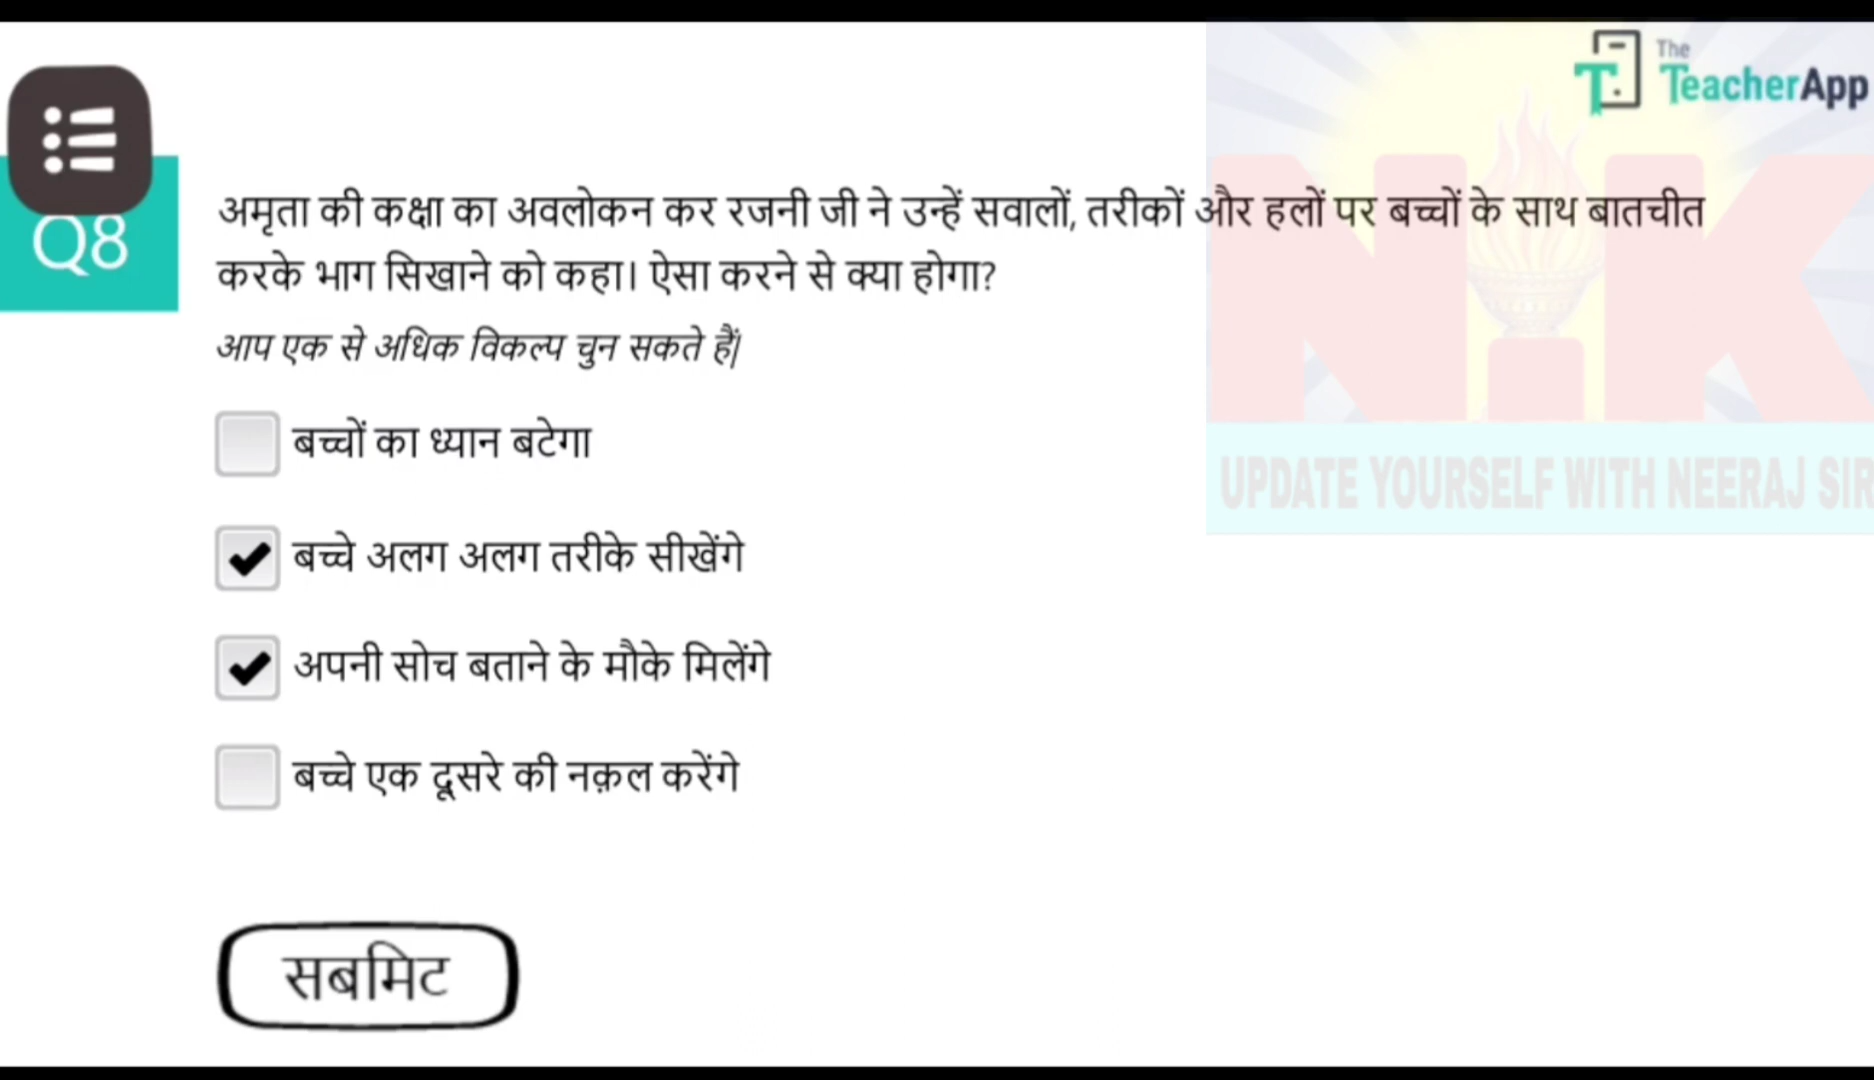 The
TeacherApp
Q8
अमृता की कक्षा का अवलोकन कर रजनी जी ने उन्हें सवालों, तरीकों और हलों पर बच्चों के साथ बातचीत
करके भाग सिखाने को कहा। ऐसा करने से क्या होगा?
आप एक से अधिक विकल्प चुन सकते हैं|
बच्चों का ध्यान बटेगा
बच्चे अलग अलग तरीके सीखेंगे
अपनी सोच बताने के मौके मिलेंगे
बच्चे एक दूसरे की नक़ल करेंगे
सबमिट
N.K
UPDATE YOURSELF WITH NEERAJ SIR